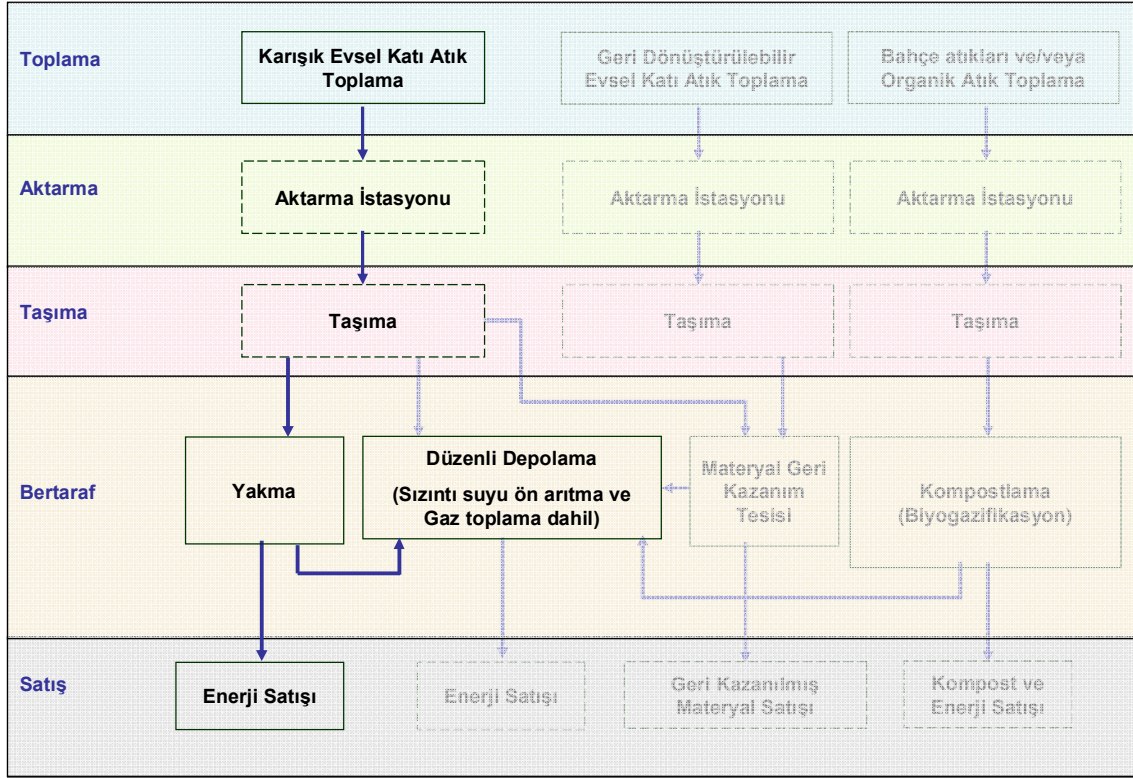 Toplama
Karışık Evsel Katı Atık
Toplama
Geri Dönüştürülebilir
Evsel Katı Atık Toplama
Bahçe atıkları ve/veya
Organik Atık Toplama
Aktarma
Aktarma İstasyonu
Aktarma İstasyonu
Aktarma İstasyonu
Taşıma
Taşıma
Taşıma
Taşıma
Bertaraf
Yakma
Düzenli Depolama
(Sızıntı suyu ön arıtma ve
Gaz toplama dahil)
Materyal Geri
Kazanım
Tesisi
Kompostlama
(Biyogazifikasyon)
Satış
Enerji Satışı
Enerji Satışı
Geri Kazanılmış
Materyal Satışı
Kompost ve
Enerji Satışı